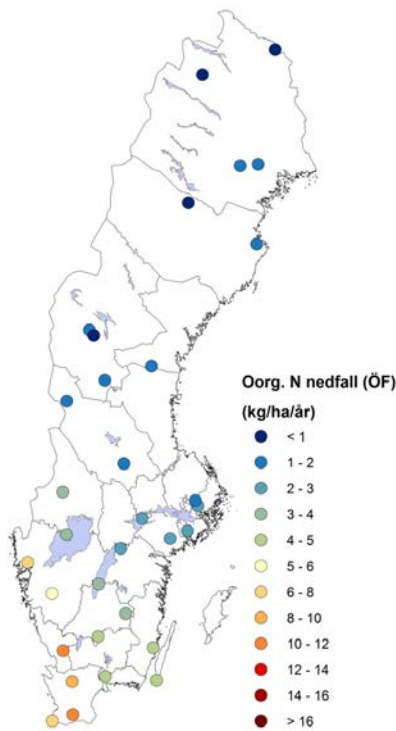 Oorg. N nedfall (ÖF)
(kg/ha/år)
< 1
1 - 2
2 - 3
3 - 4
4 - 5
5 - 6
6 - 8
8 - 10
10 - 12
12 - 14
14 - 16
> 16